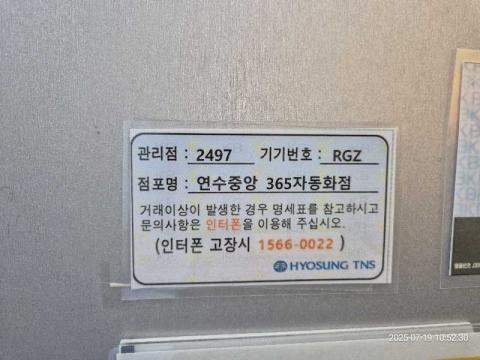 관리점 : 2497 기기번호 : RGZ
점포명 : 연수중앙 365자동화점
거래이상이 발생한 경우 명세표를 참고하시고
문의사항은 인터폰을 이용해 주십시오.
(인터폰 고장시 1566-0022 )
HYOSUNG TNS
2025-07-19 10:52:30